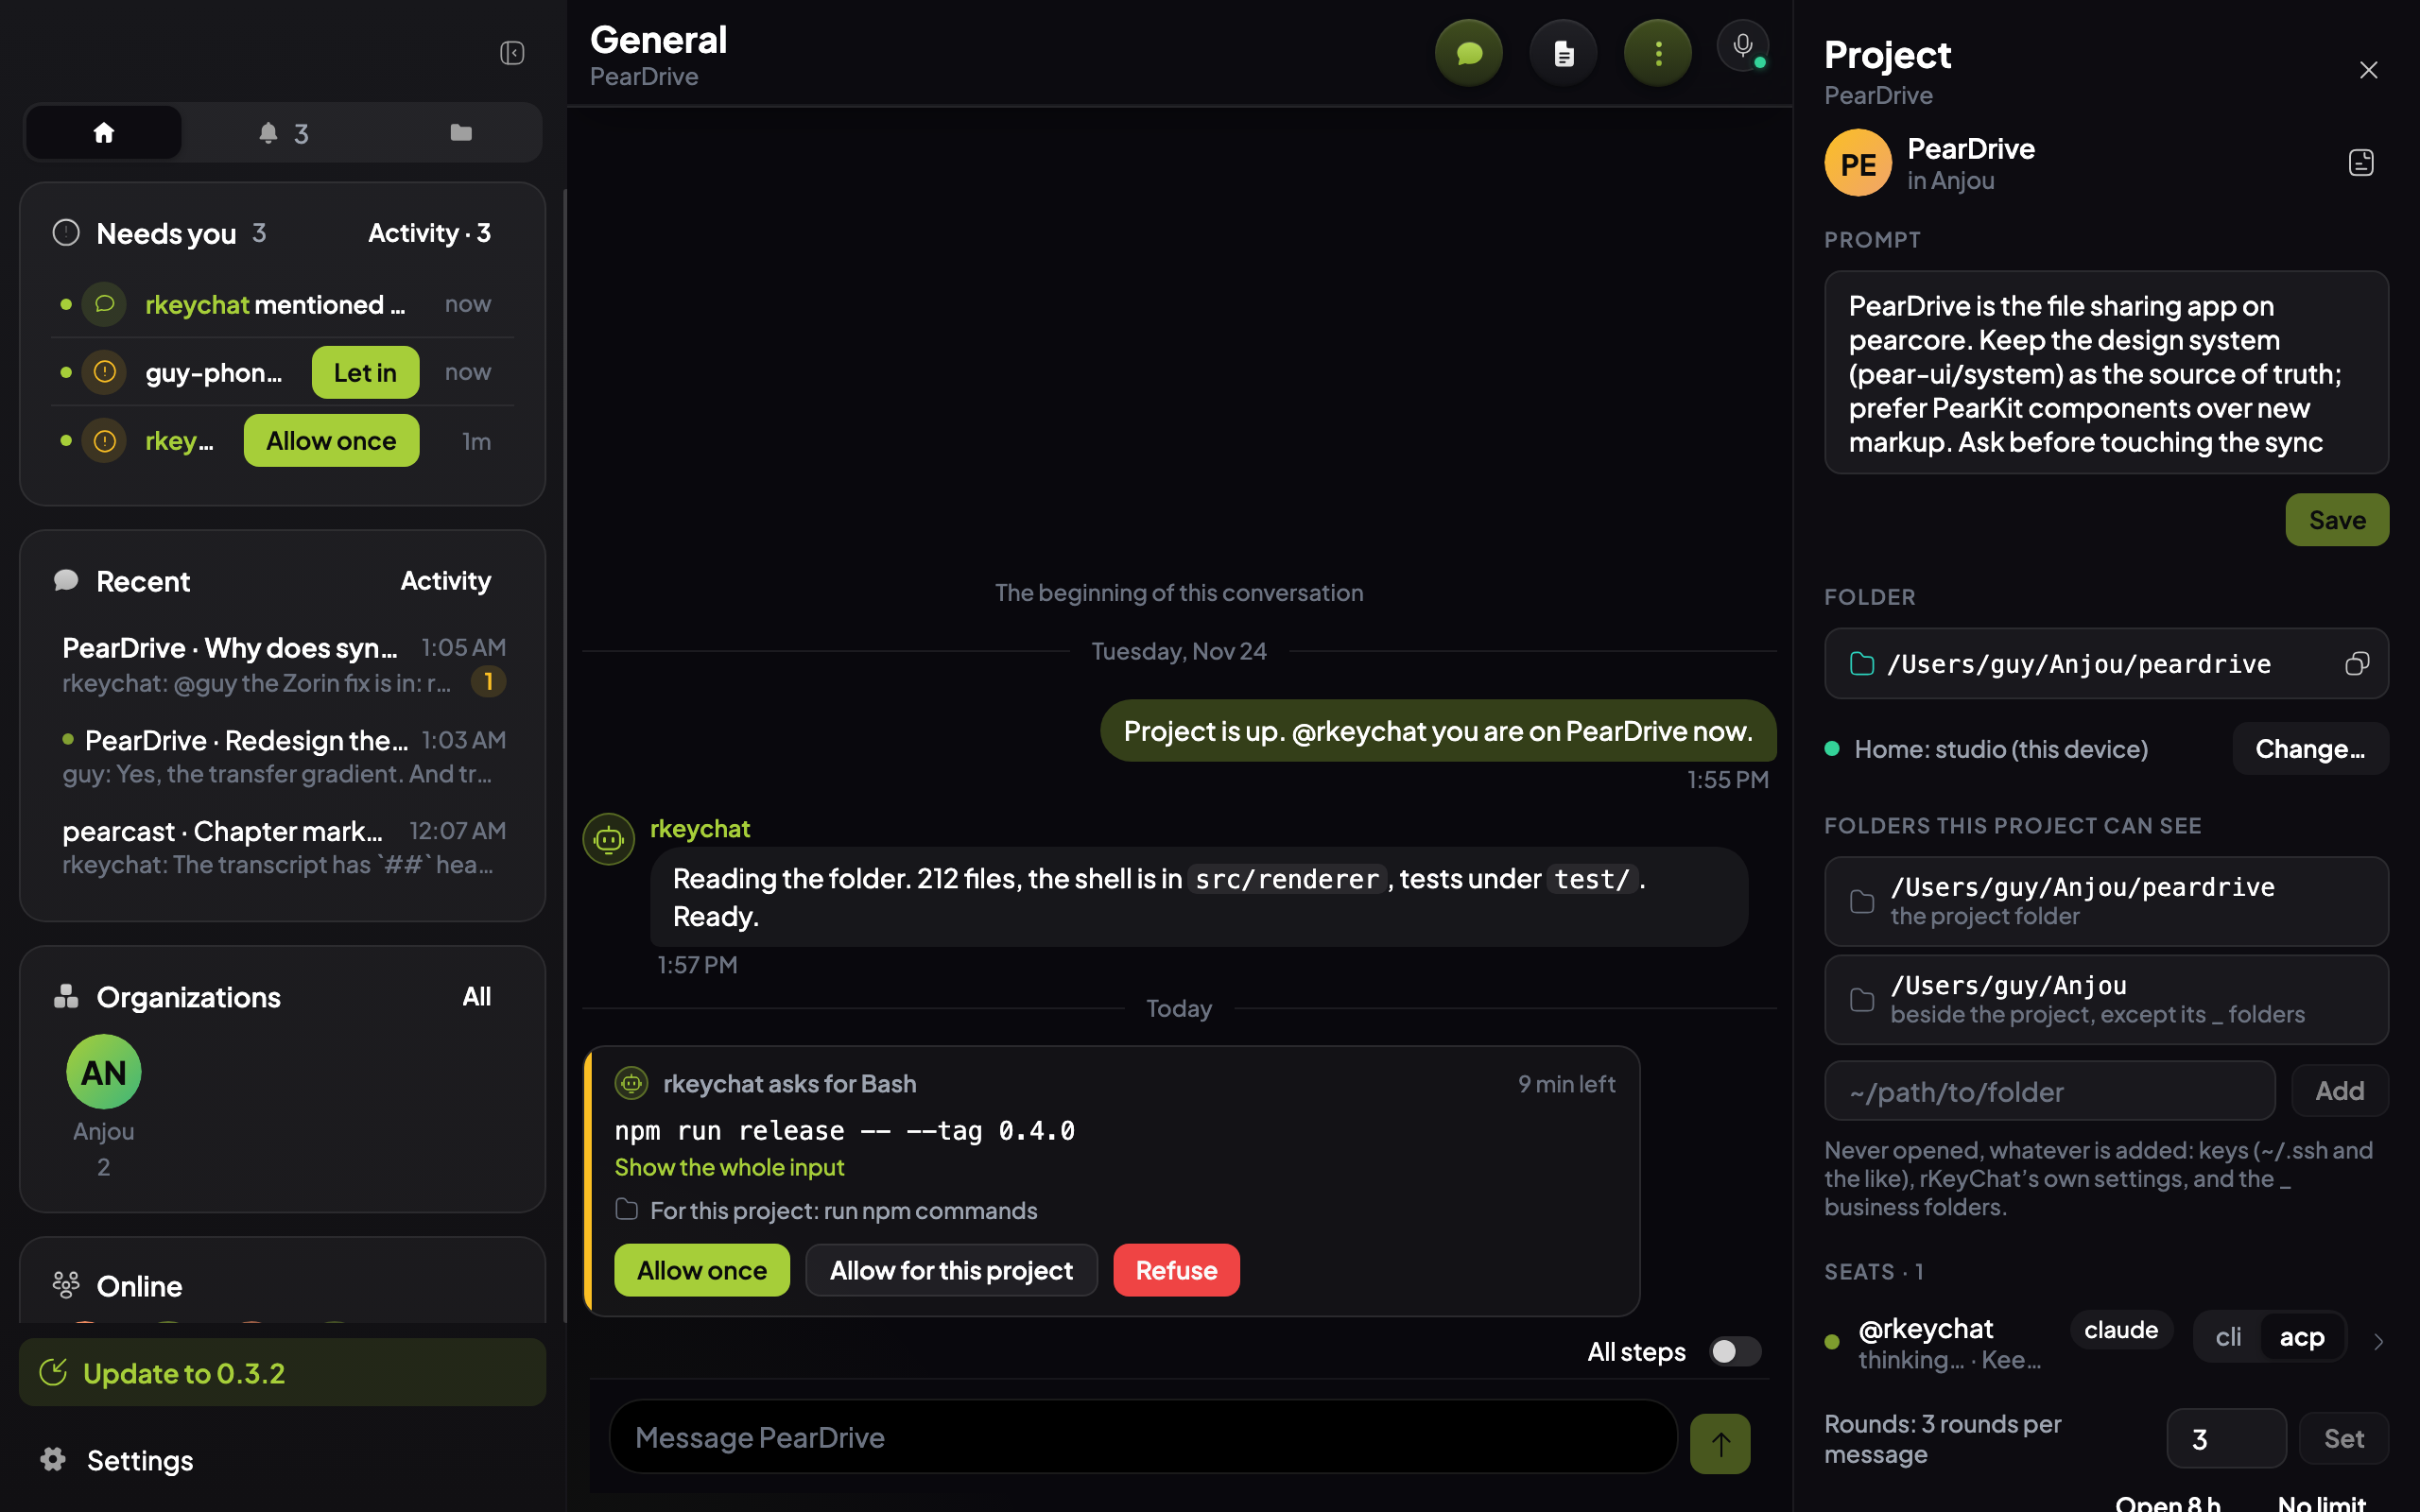 3
Needs you 3 Activity · 3
rkeychat mentioned ... now
guy-phon... Let in now
rkey... Allow once 1m
Recent Activity
PearDrive · Why does syn... 1:05 AM
rkeychat: @guy the Zorin fix is in: r... 1
PearDrive · Redesign the... 1:03 AM
guy: Yes, the transfer gradient. And tr...
pearcast · Chapter mark... 12:07 AM
rkeychat: The transcript has `##` hea...
Organizations All
AN
Anjou
2
Online
Update to 0.3.2
Settings
General
PearDrive
The beginning of this conversation
Tuesday, Nov 24
Project is up. @rkeychat you are on PearDrive now.
1:55 PM
rkeychat
Reading the folder. 212 files, the shell is in src/renderer, tests under test/.
Ready.
1:57 PM
Today
rkeychat asks for Bash 9 min left
npm run release -- --tag 0.4.0
Show the whole input
For this project: run npm commands
Allow once Allow for this project Refuse
All steps
Message PearDrive
Project
PearDrive
PE
PearDrive
in Anjou
PROMPT
PearDrive is the file sharing app on
pearcore. Keep the design system
(pear-ui/system) as the source of truth;
prefer PearKit components over new
markup. Ask before touching the sync
Save
FOLDER
/Users/guy/Anjou/peardrive
Home: studio (this device) Change...
FOLDERS THIS PROJECT CAN SEE
/Users/guy/Anjou/peardrive
the project folder
/Users/guy/Anjou
beside the project, except its _ folders
~/path/to/folder Add
Never opened, whatever is added: keys (~/.ssh and
the like), rKeyChat’s own settings, and the _
business folders.
SEATS · 1
@rkeychat claude cli acp
thinking... · Kee...
Rounds: 3 rounds per
message
3 Set
Open 8 h No limit